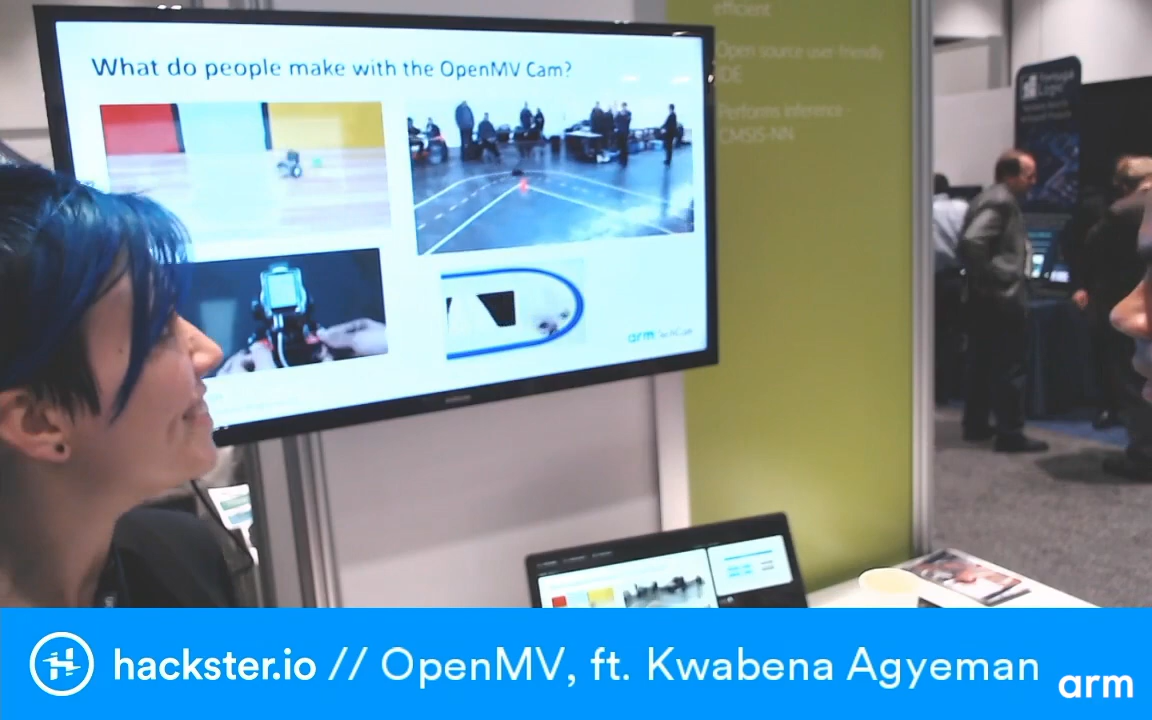 What do people make with the OpenMV Cam?
arm
efficient
Open source user friendly
IDE
Performs inference -
CMSIS-NN
hackster.io // OpenMV, ft. Kwabena Agyeman
arm